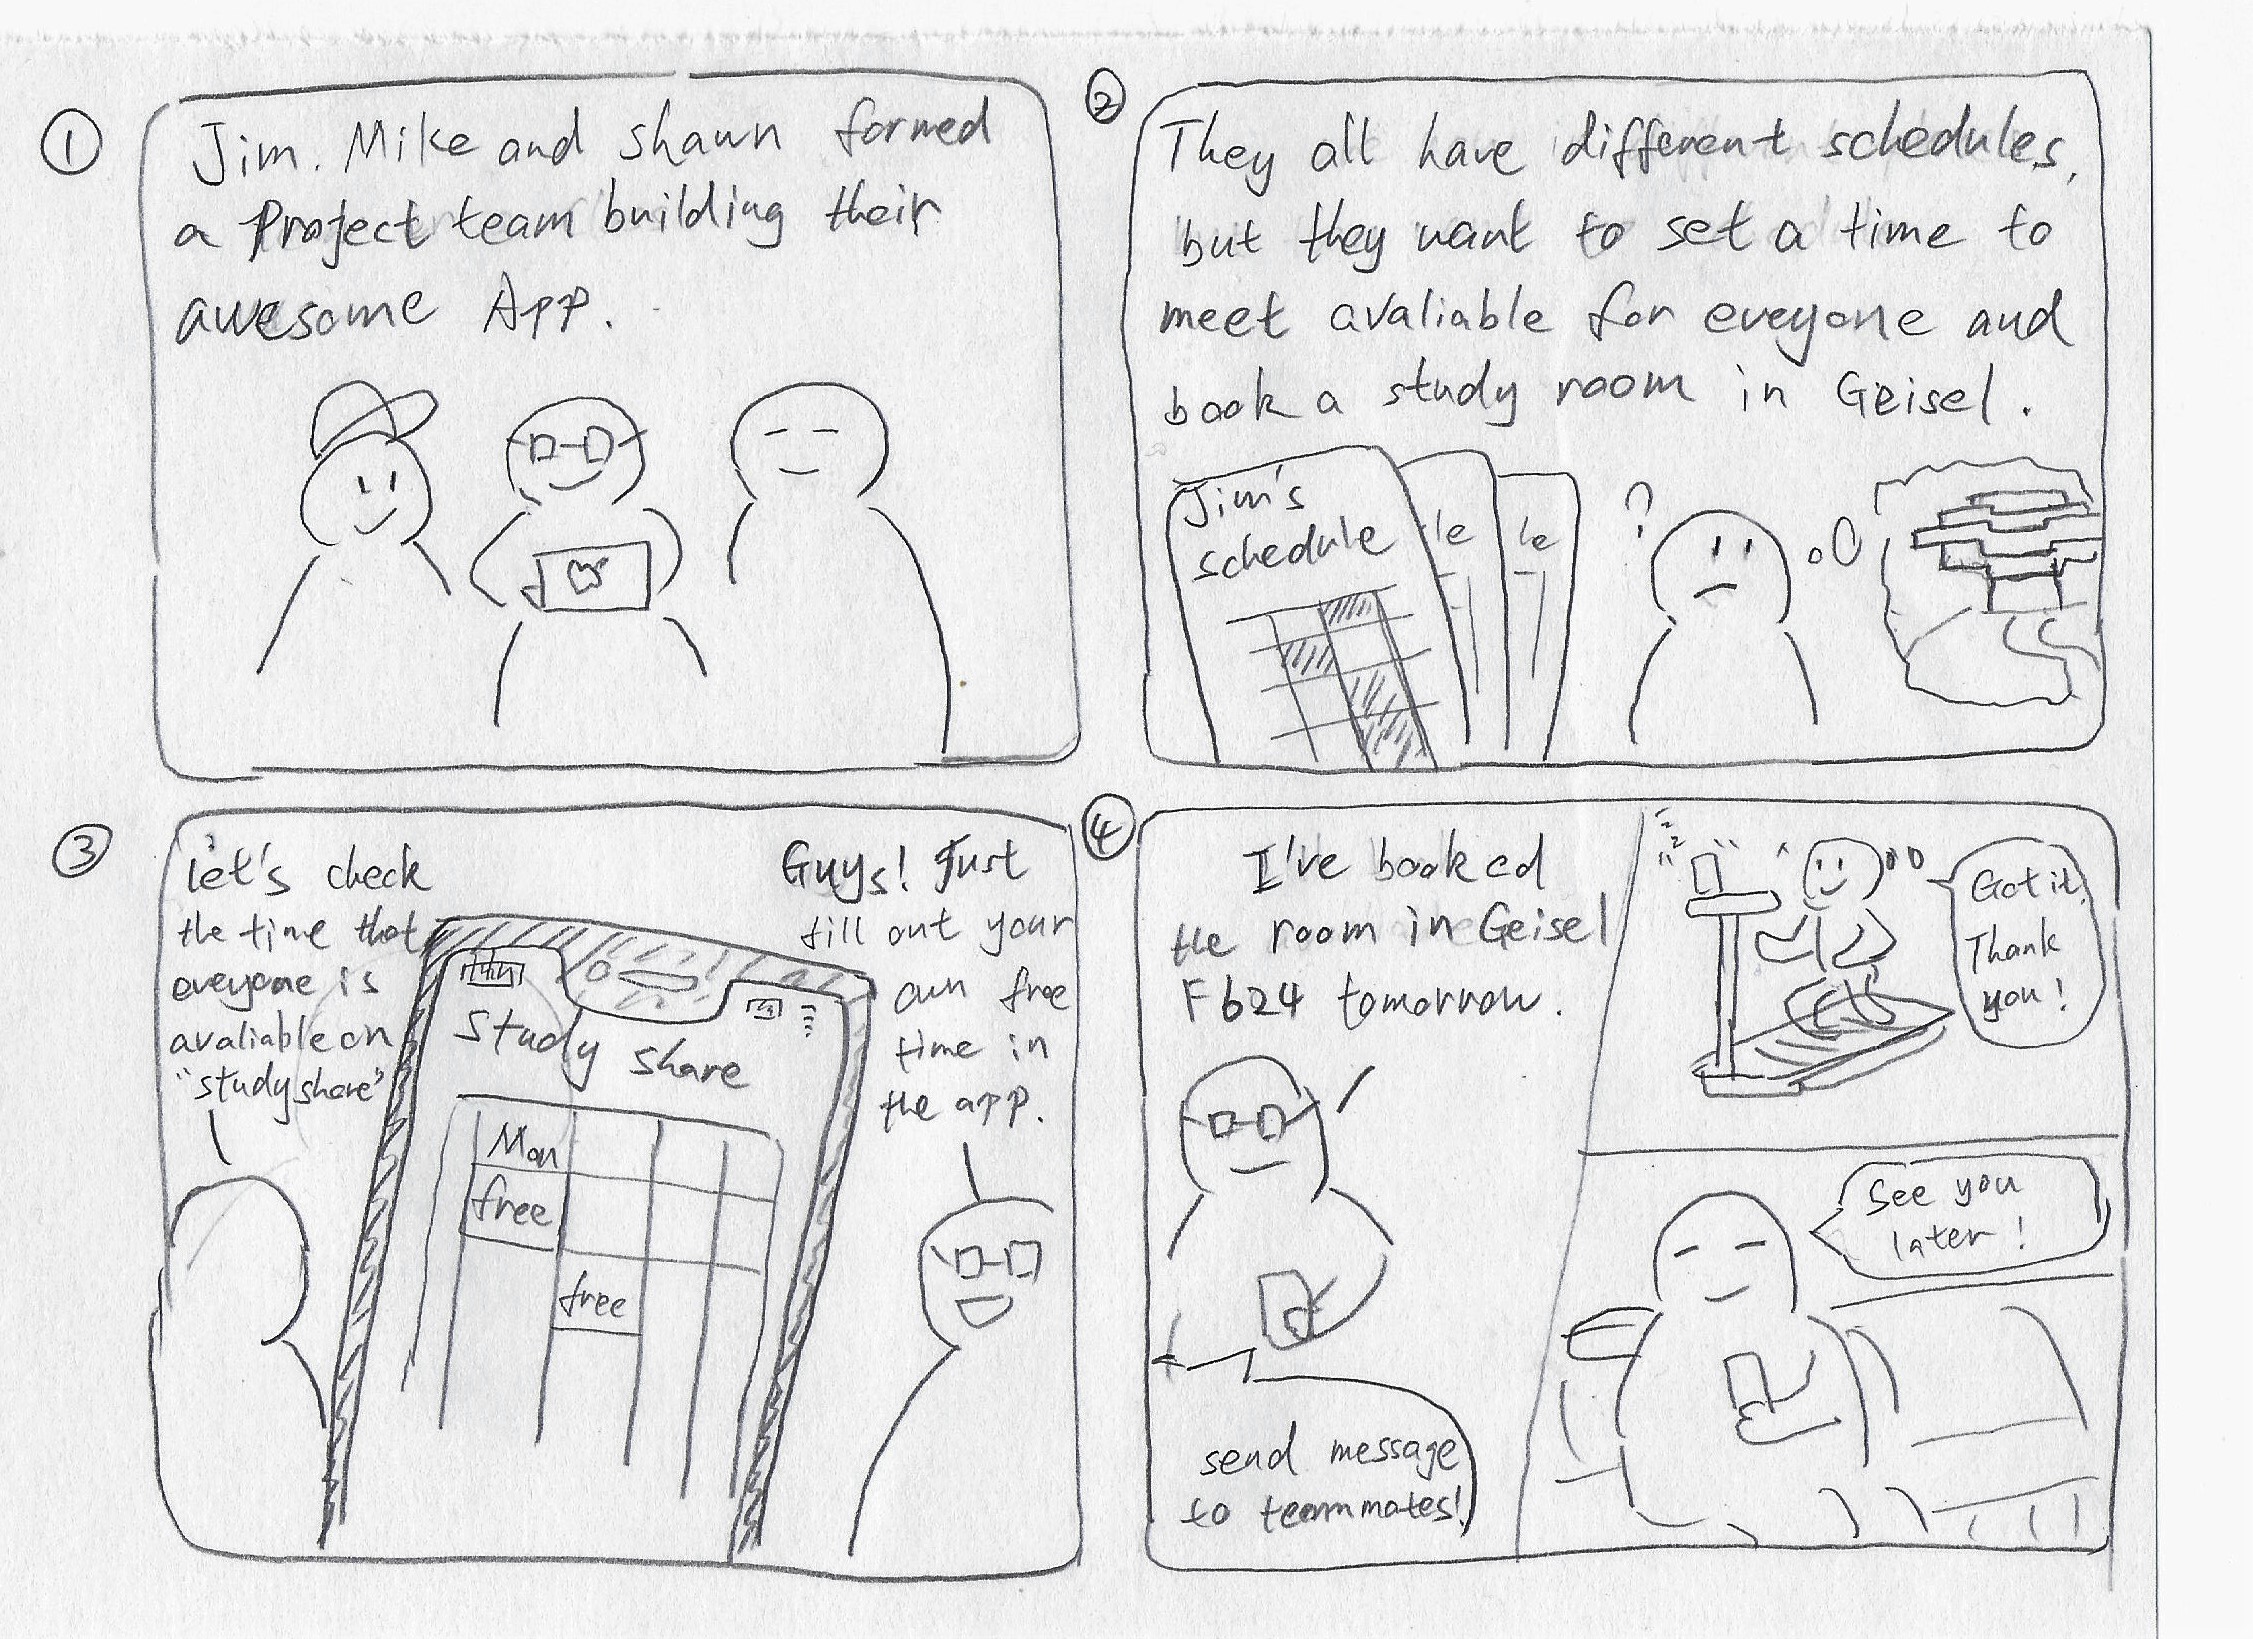 ①
Jim. Mike and shawn formed
a Project team building their
awesome App.
②
They all have different schedules,
but they want to set a time to
meet avaliable for eveyone and
book a study room in Geisel.
Jim's
schedule
le
le
?
③
let's check
the time that
eveyone is
avaliable on
"studyshare"
Guys! Just
fill out your
own free
time in
the app.
Study share
Mon
free
free
④
I've booked
the room in Geisel
F624 tomorrow.
send message
to teammates!
Got it,
Thank
you!
See you
later!